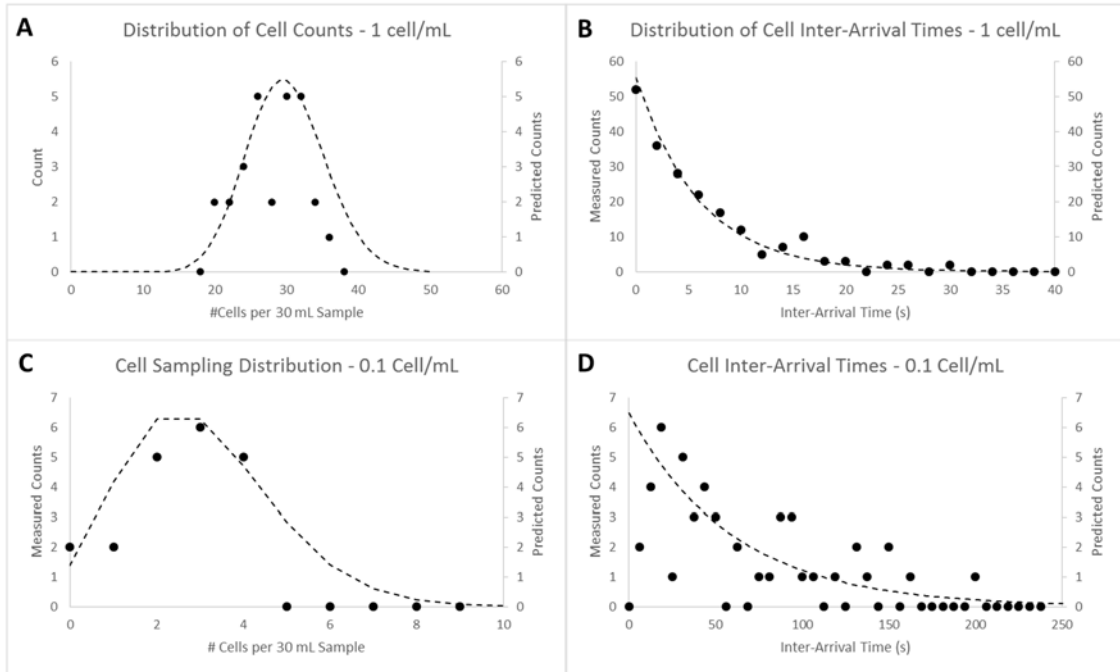 A
Distribution of Cell Counts - 1 cell/mL
6
5
4
3
2
1
0
Count
6
5
4
3
2
1
0
Predicted Counts
0 10 20 30 40 50 60
#Cells per 30 mL Sample
B
Distribution of Cell Inter-Arrival Times - 1 cell/mL
60
50
40
30
20
10
0
Measured Counts
60
50
40
30
20
10
0
Predicted Counts
0 5 10 15 20 25 30 35 40
Inter-Arrival Time (s)
C
Cell Sampling Distribution - 0.1 Cell/mL
7
6
5
4
3
2
1
0
Measured Counts
7
6
5
4
3
2
1
0
Predicted Counts
0 2 4 6 8 10
# Cells per 30 mL Sample
D
Cell Inter-Arrival Times - 0.1 Cell/mL
7
6
5
4
3
2
1
0
Measured Counts
7
6
5
4
3
2
1
0
Predicted Counts
0 50 100 150 200 250
Inter-Arrival Time (s)